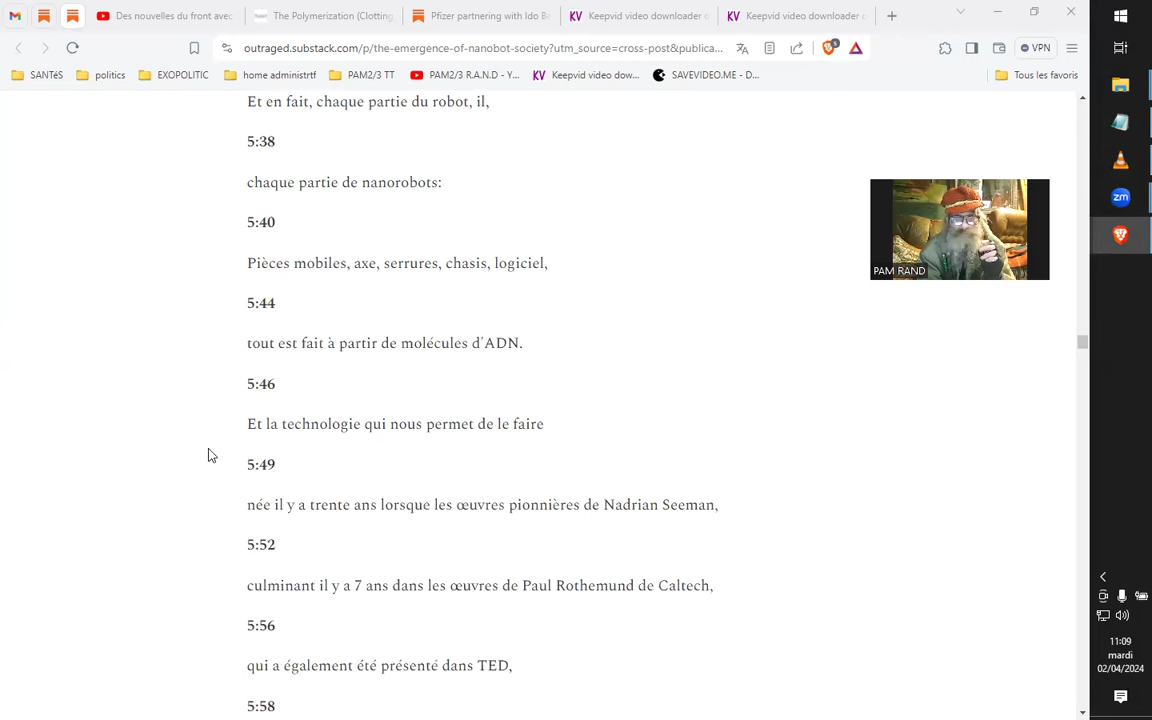 Des nouvelles du front avec
The Polymerization (Clotting
Pfizer partnering with Ido Ba
KV Keepvid video downloader o
KV Keepvid video downloader o
outraged.substack.com/p/the-emergence-of-nanobot-society?utm_source=cross-post&publica...
5
VPN
SANTéS
politics
EXOPOLITIC
home administrtf
PAM2/3 TT
PAM2/3 R.A.N.D - Y...
KV Keepvid video dow...
SAVEVIDEO.ME - D...
Tous les favoris
Et en fait, chaque partie du robot, il,
5:38
chaque partie de nanorobots:
5:40
Pièces mobiles, axe, serrures, chasis, logiciel,
5:44
tout est fait à partir de molécules d'ADN.
5:46
Et la technologie qui nous permet de le faire
5:49
née il y a trente ans lorsque les œuvres pionnières de Nadrian Seeman,
5:52
culminant il y a 7 ans dans les œuvres de Paul Rothemund de Caltech,
5:56
qui a également été présenté dans TED,
5:58
PAM RAND
zm
11:09
mardi
02/04/2024